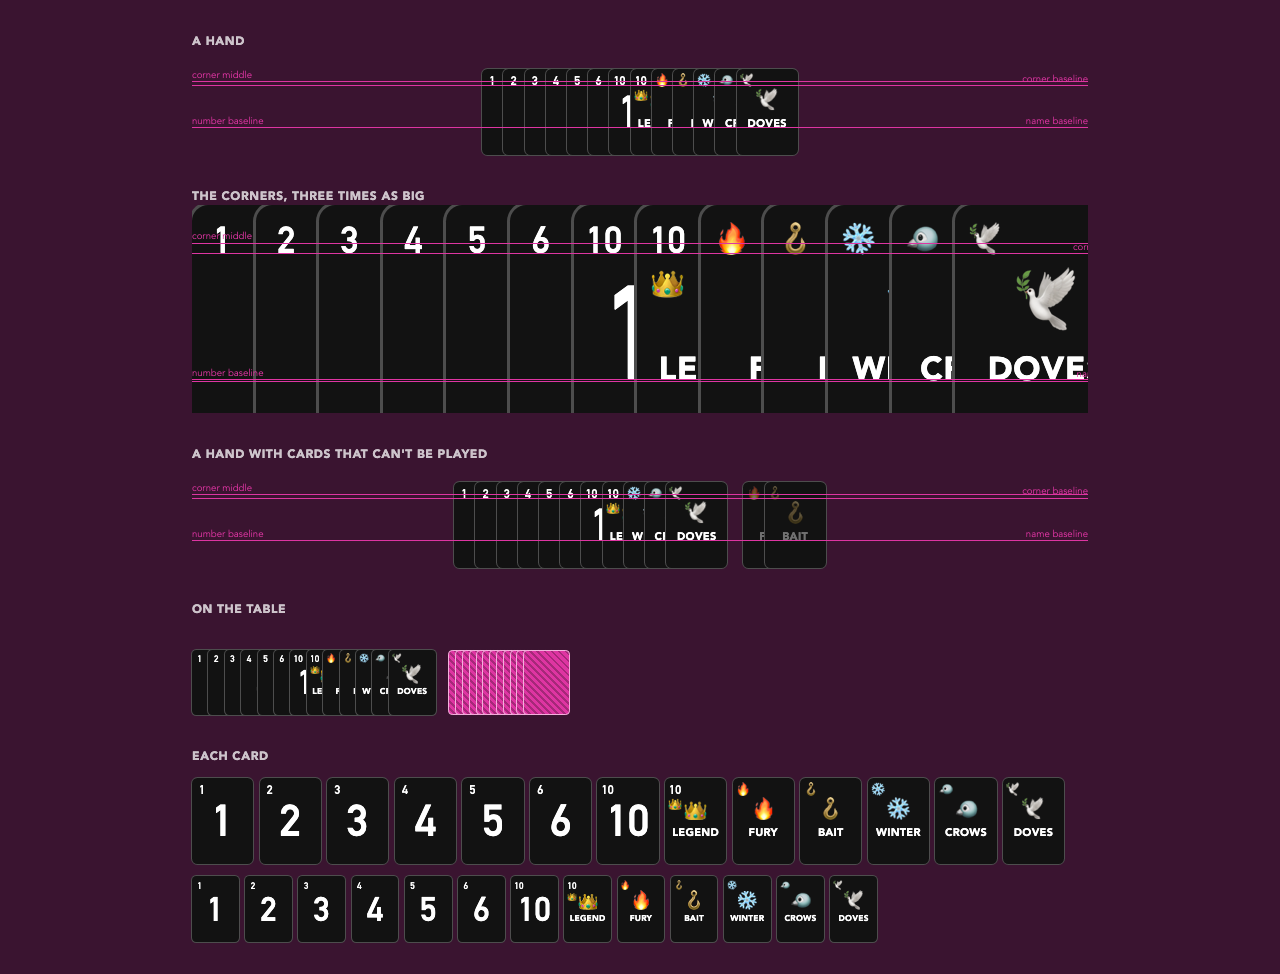 A HAND
corner middle
corner baseline
1 2 3 4 5 6 10 10
1
LE F I W CF DOVES
number baseline
name baseline
THE CORNERS, THREE TIMES AS BIG
corner middle
1 2 3 4 5 6 10 10
corn
1
LE F I WI CF DOVE
number baseline
A HAND WITH CARDS THAT CAN'T BE PLAYED
corner middle
corner baseline
1 2 3 4 5 6 10 10
1
LE W CI DOVES F BAIT
number baseline
name baseline
ON THE TABLE
1 2 3 4 5 6 10 10
1
LE F I W CI DOVES
EACH CARD
1 2 3 4 5 6 10 10
1 2 3 4 5 6 10
LEGEND FURY BAIT WINTER CROWS DOVES
1 2 3 4 5 6 10 10
1 2 3 4 5 6 10
LEGEND FURY BAIT WINTER CROWS DOVES